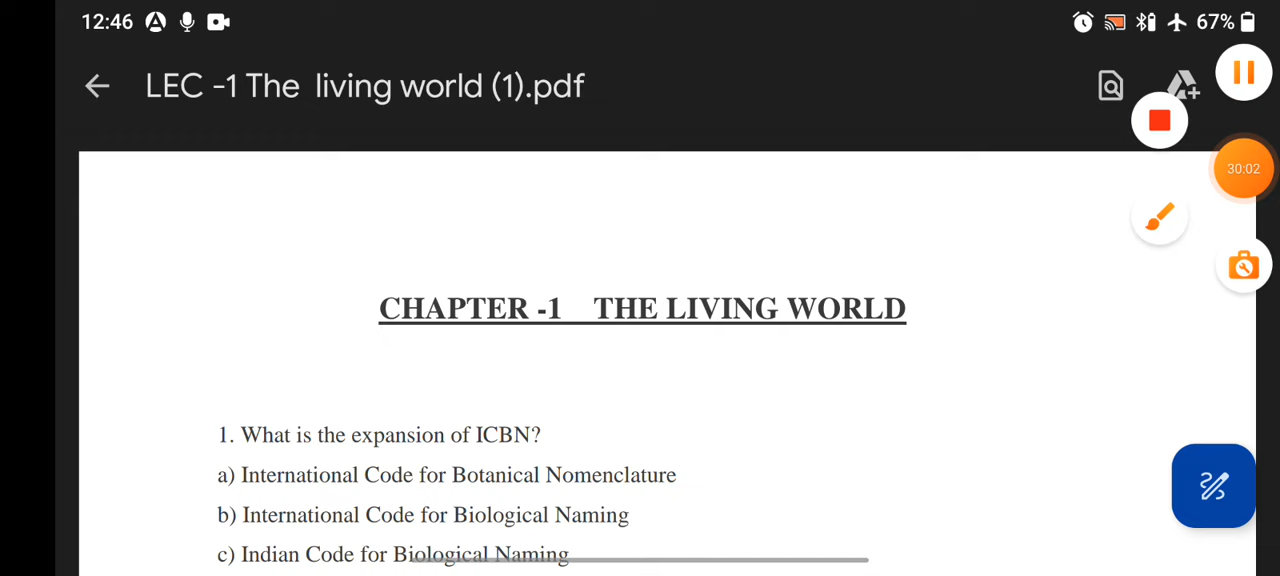 12:46
67%
LEC -1 The living world (1).pdf
30:02
CHAPTER -1 THE LIVING WORLD
1. What is the expansion of ICBN?
a) International Code for Botanical Nomenclature
b) International Code for Biological Naming
c) Indian Code for Biological Naming